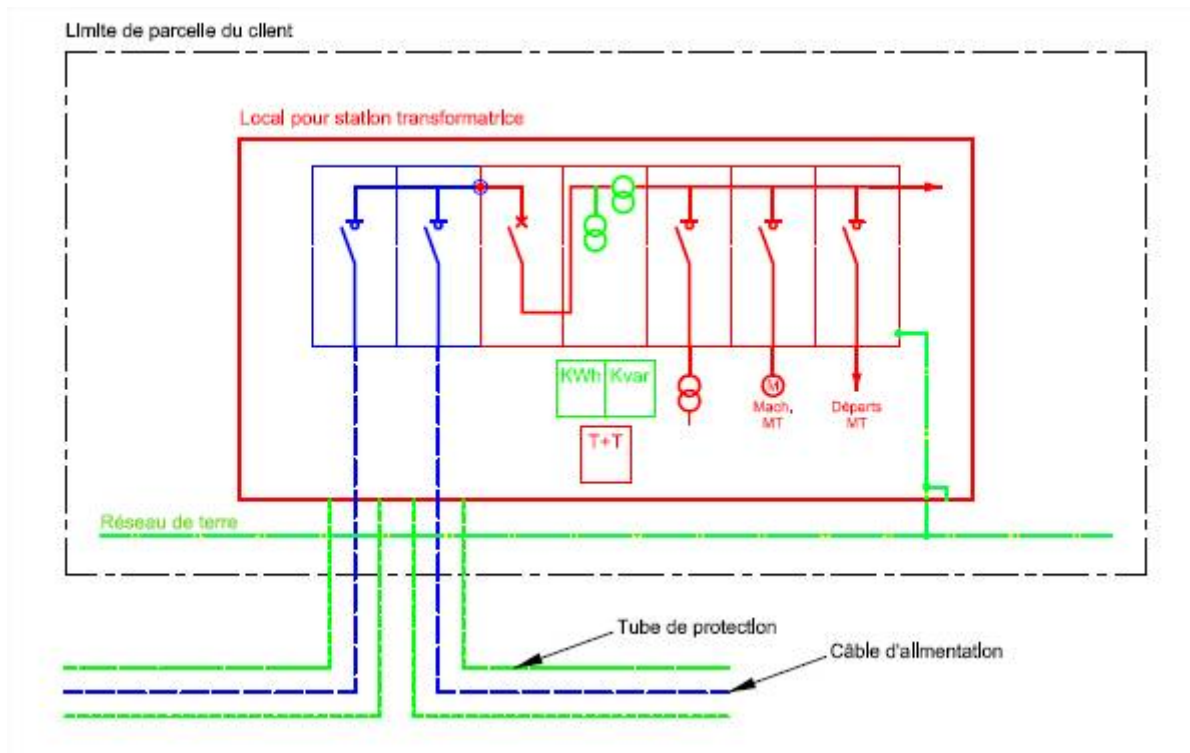 Limite de parcelle du client
Local pour station transformatrice
KWh Kvar
M
Mach,
MT
Départs
MT
T+T
Réseau de terre
Tube de protection
Câble d'alimentation